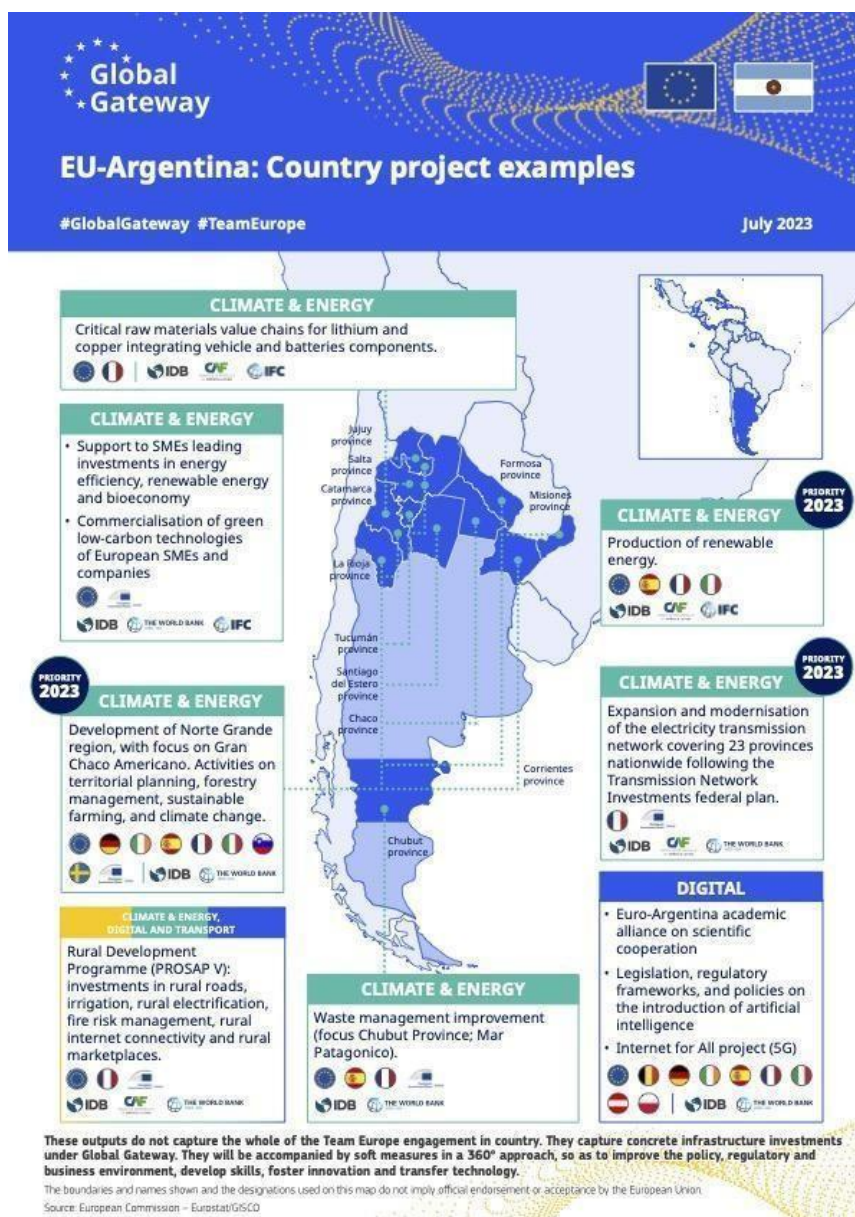 Global
Gateway
EU-Argentina: Country project examples
#GlobalGateway #TeamEurope
July 2023
CLIMATE & ENERGY
Critical raw materials value chains for lithium and
copper integrating vehicle and batteries components.
IDB
CAF
IFC
CLIMATE & ENERGY
• Support to SMEs leading
investments in energy
efficiency, renewable energy
and bioeconomy
• Commercialisation of green
low-carbon technologies
of European SMEs and
companies
IDB
THE WORLD BANK
IFC
Jujuy
province
Salta
province
Catamarca
province
La Rioja
province
Formosa
province
Misiones
province
Tucumán
province
Santiago
del Estero
province
Chaco
province
Corrientes
province
Chubut
province
PRIORITY
2023
CLIMATE & ENERGY
Production of renewable
energy.
IDB
CAF
IFC
PRIORITY
2023
CLIMATE & ENERGY
Development of Norte Grande
region, with focus on Gran
Chaco Americano. Activities on
territorial planning, forestry
management, sustainable
farming, and climate change.
IDB
THE WORLD BANK
PRIORITY
2023
CLIMATE & ENERGY
Expansion and modernisation
of the electricity transmission
network covering 23 provinces
nationwide following the
Transmission Network
Investments federal plan.
IDB
CAF
THE WORLD BANK
CLIMATE & ENERGY,
DIGITAL AND TRANSPORT
Rural Development
Programme (PROSAP V):
investments in rural roads,
irrigation, rural electrification,
fire risk management, rural
internet connectivity and rural
marketplaces.
IDB
CAF
THE WORLD BANK
CLIMATE & ENERGY
Waste management improvement
(focus Chubut Province; Mar
Patagonico).
IDB
THE WORLD BANK
DIGITAL
• Euro-Argentina academic
alliance on scientific
cooperation
• Legislation, regulatory
frameworks, and policies on
the introduction of artificial
intelligence
• Internet for All project (5G)
IDB
THE WORLD BANK
These outputs do not capture the whole of the Team Europe engagement in country. They capture concrete infrastructure investments
under Global Gateway. They will be accompanied by soft measures in a 360° approach, so as to improve the policy, regulatory and
business environment, develop skills, foster innovation and transfer technology.
The boundaries and names shown and the designations used on this map do not imply official endorsement or acceptance by the European Union
Source: European Commission – Eurostat/GISCO